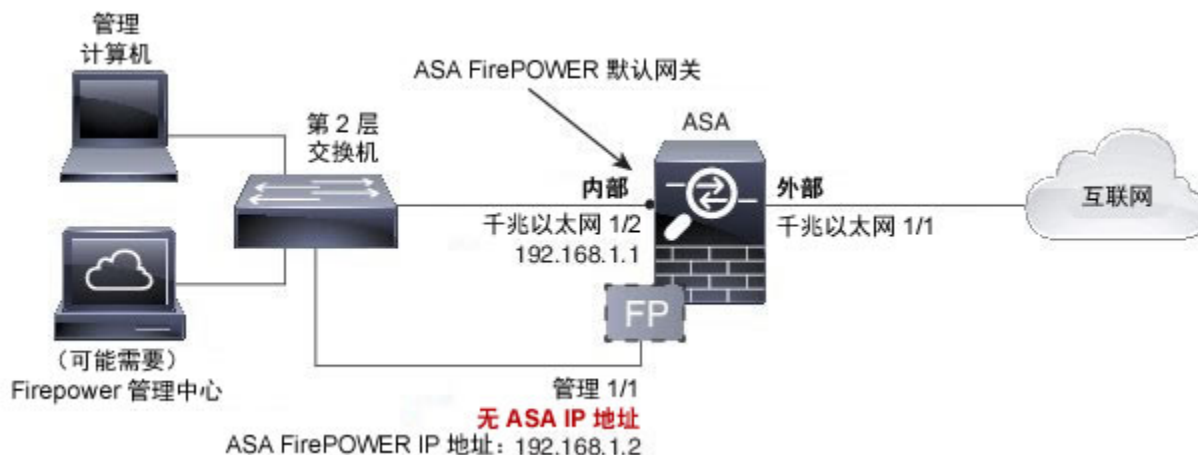 管理
计算机
ASA FirePOWER 默认网关
第 2 层
交换机
ASA
内部
外部
互联网
千兆以太网 1/2
千兆以太网 1/1
192.168.1.1
FP
（可能需要）
Firepower 管理中心
管理 1/1
无 ASA IP 地址
ASA FirePOWER IP 地址：192.168.1.2